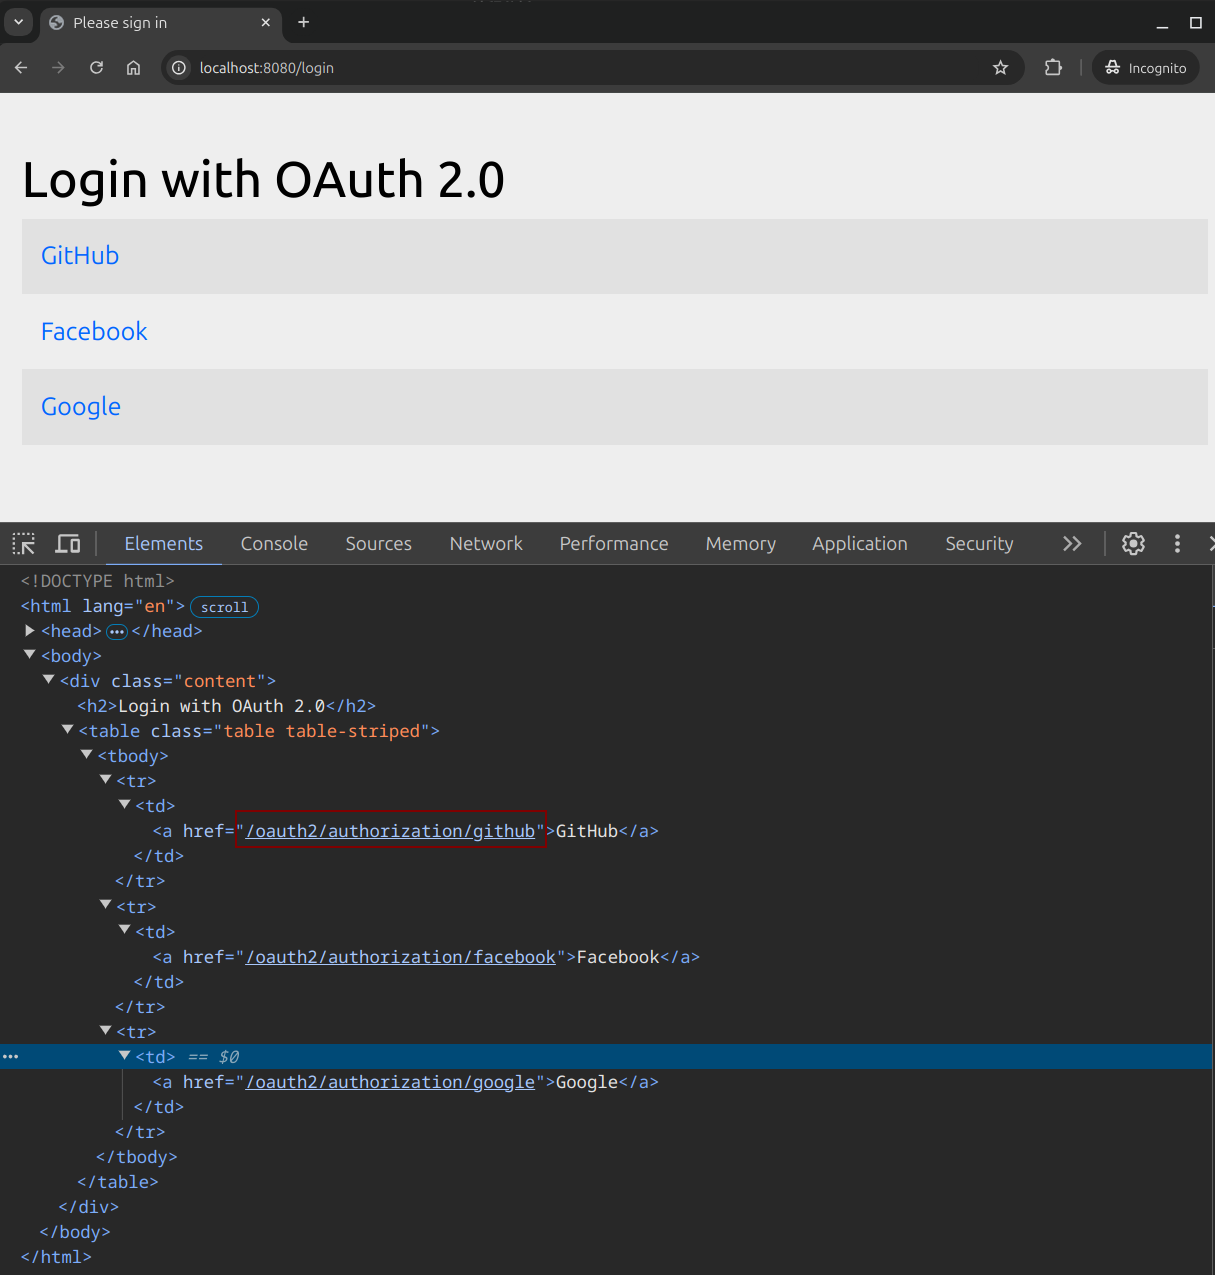 Please sign in
localhost:8080/login
Incognito
Login with OAuth 2.0
GitHub
Facebook
Google
Elements Console Sources Network Performance Memory Application Security
<!DOCTYPE html>
<html lang="en"> scroll
<head> ••• </head>
<body>
<div class="content">
<h2>Login with OAuth 2.0</h2>
<table class="table table-striped">
<tbody>
<tr>
<td>
<a href="/oauth2/authorization/github">GitHub</a>
</td>
</tr>
<tr>
<td>
<a href="/oauth2/authorization/facebook">Facebook</a>
</td>
</tr>
<tr>
••• <td> == $0
<a href="/oauth2/authorization/google">Google</a>
</td>
</tr>
</tbody>
</table>
</div>
</body>
</html>